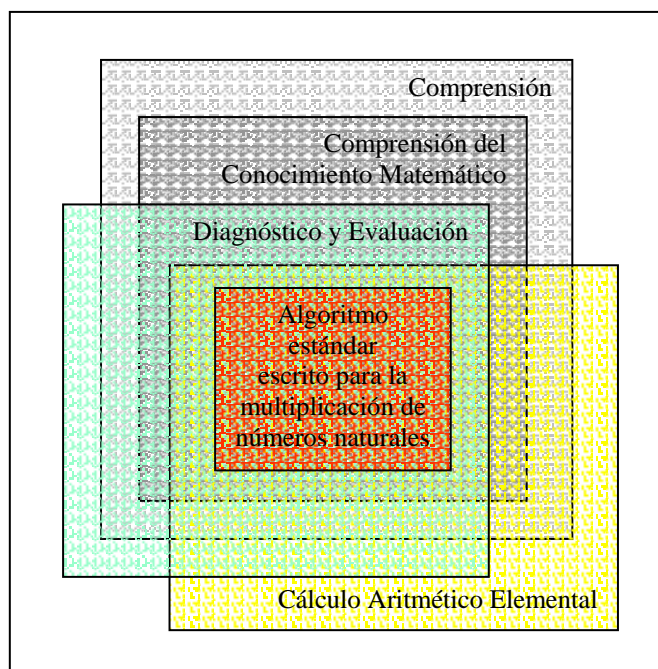 Comprensión
Comprensión del
Conocimiento Matemático
Diagnóstico y Evaluación
Algoritmo
estándar
escrito para la
multiplicación de
números naturales
Cálculo Aritmético Elemental